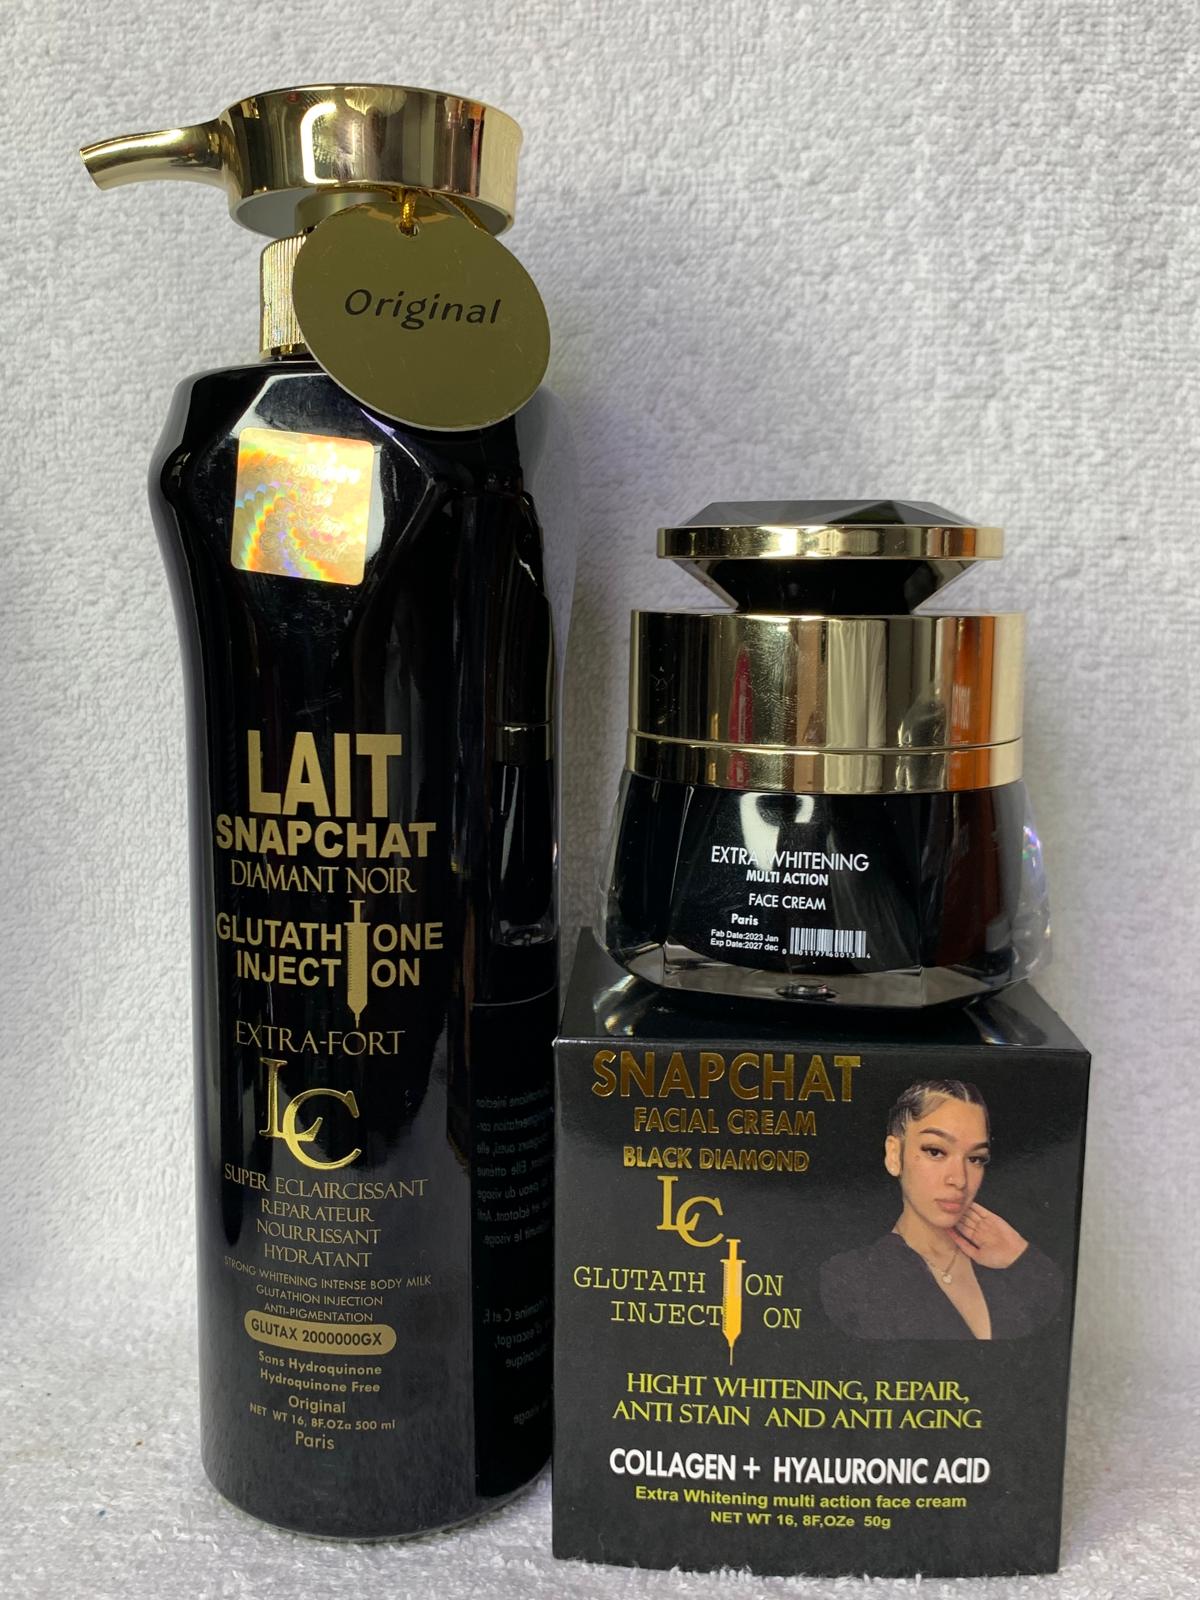 Original
LAIT
SNAPCHAT
DIAMANT NOIR
GLUTATHIONE
INJECTION
EXTRA-FORT
LC
SUPER ECLAIRCISSANT
REPARATEUR
NOURRISSANT
HYDRATANT
STRONG WHITENING INTENSE BODY MILK
GLUTATHION INJECTION
ANTI-PIGMENTATION
GLUTAX 2000000GX
Sans Hydroquinone
Hydroquinone Free
Original
NET WT 16, 8F.OZa 500 ml
Paris
EXTRA WHITENING
MULTI ACTION
FACE CREAM
Paris
Fab Date:2023 Jan
Exp Date:2027 dec
SNAPCHAT
FACIAL CREAM
BLACK DIAMOND
LC
GLUTATHION
INJECTION
HIGHT WHITENING, REPAIR,
ANTI STAIN AND ANTI AGING
COLLAGEN + HYALURONIC ACID
Extra Whitening multi action face cream
NET WT 16, 8F,OZe 50g